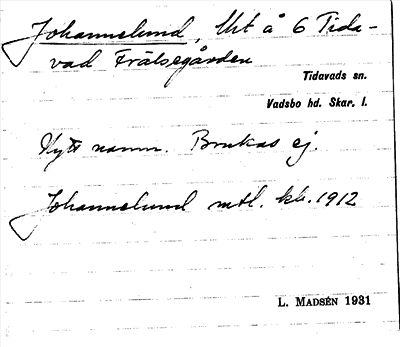 Johannelund, Uht å 6 Tida-
vad Frälsegården
Tidavads sn.
Vadsbo hd. Skar. l.
Nytt namn. Brukas ej.
Johannelund mtl. kb. 1912
L. MADSÉN 1931